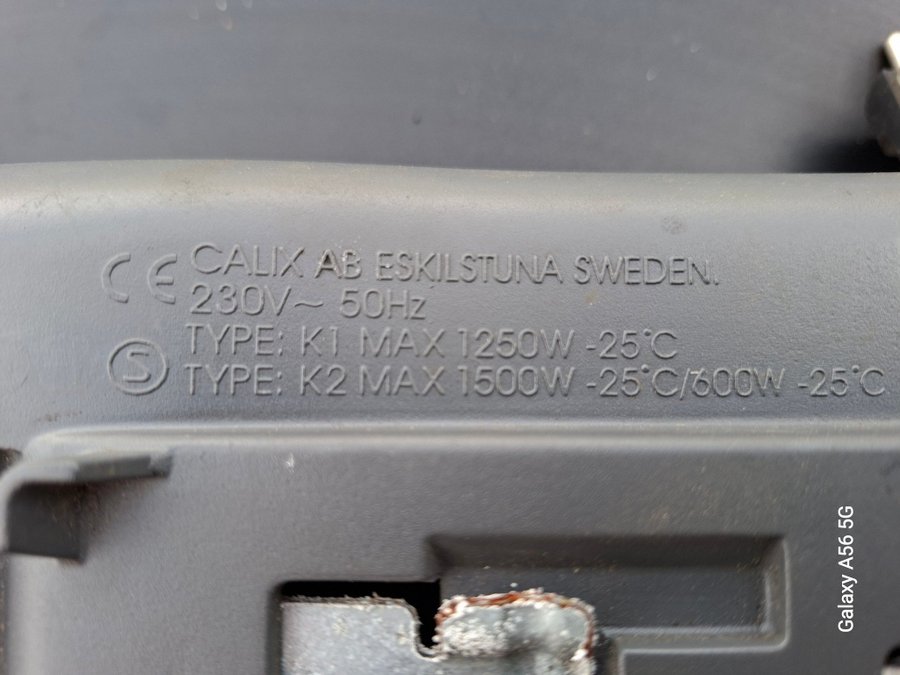 CE CALIX AB ESKILSTUNA SWEDEN.
230V~ 50Hz
TYPE: K1 MAX 1250W -25°C
S TYPE: K2 MAX 1500W -25°C/600W -25°C
Galaxy A56 5G